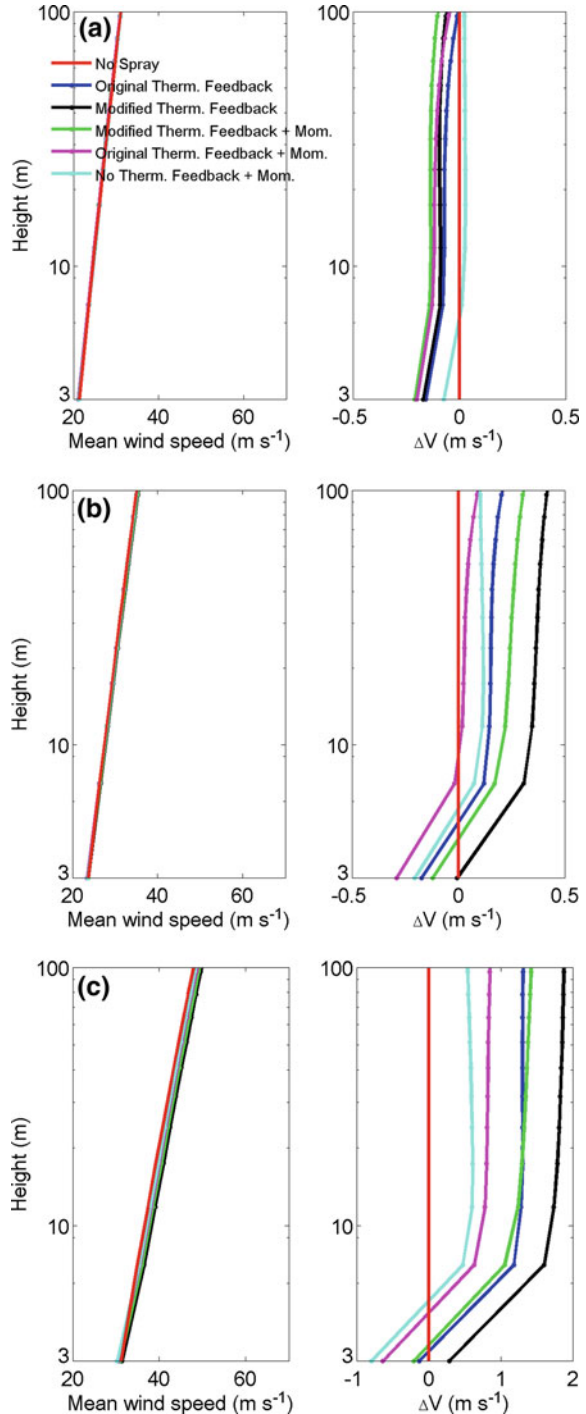 (a)
100
10
3
Height (m)
No Spray
Original Therm. Feedback
Modified Therm. Feedback
Modified Therm. Feedback + Mom.
Original Therm. Feedback + Mom.
No Therm. Feedback + Mom.
20 40 60
Mean wind speed (m s⁻¹)
100
10
3
Height (m)
-0.5 0 0.5
ΔV (m s⁻¹)
(b)
100
10
3
Height (m)
20 40 60
Mean wind speed (m s⁻¹)
100
10
3
Height (m)
-0.5 0 0.5
ΔV (m s⁻¹)
(c)
100
10
3
Height (m)
20 40 60
Mean wind speed (m s⁻¹)
100
10
3
Height (m)
-1 0 1 2
ΔV (m s⁻¹)